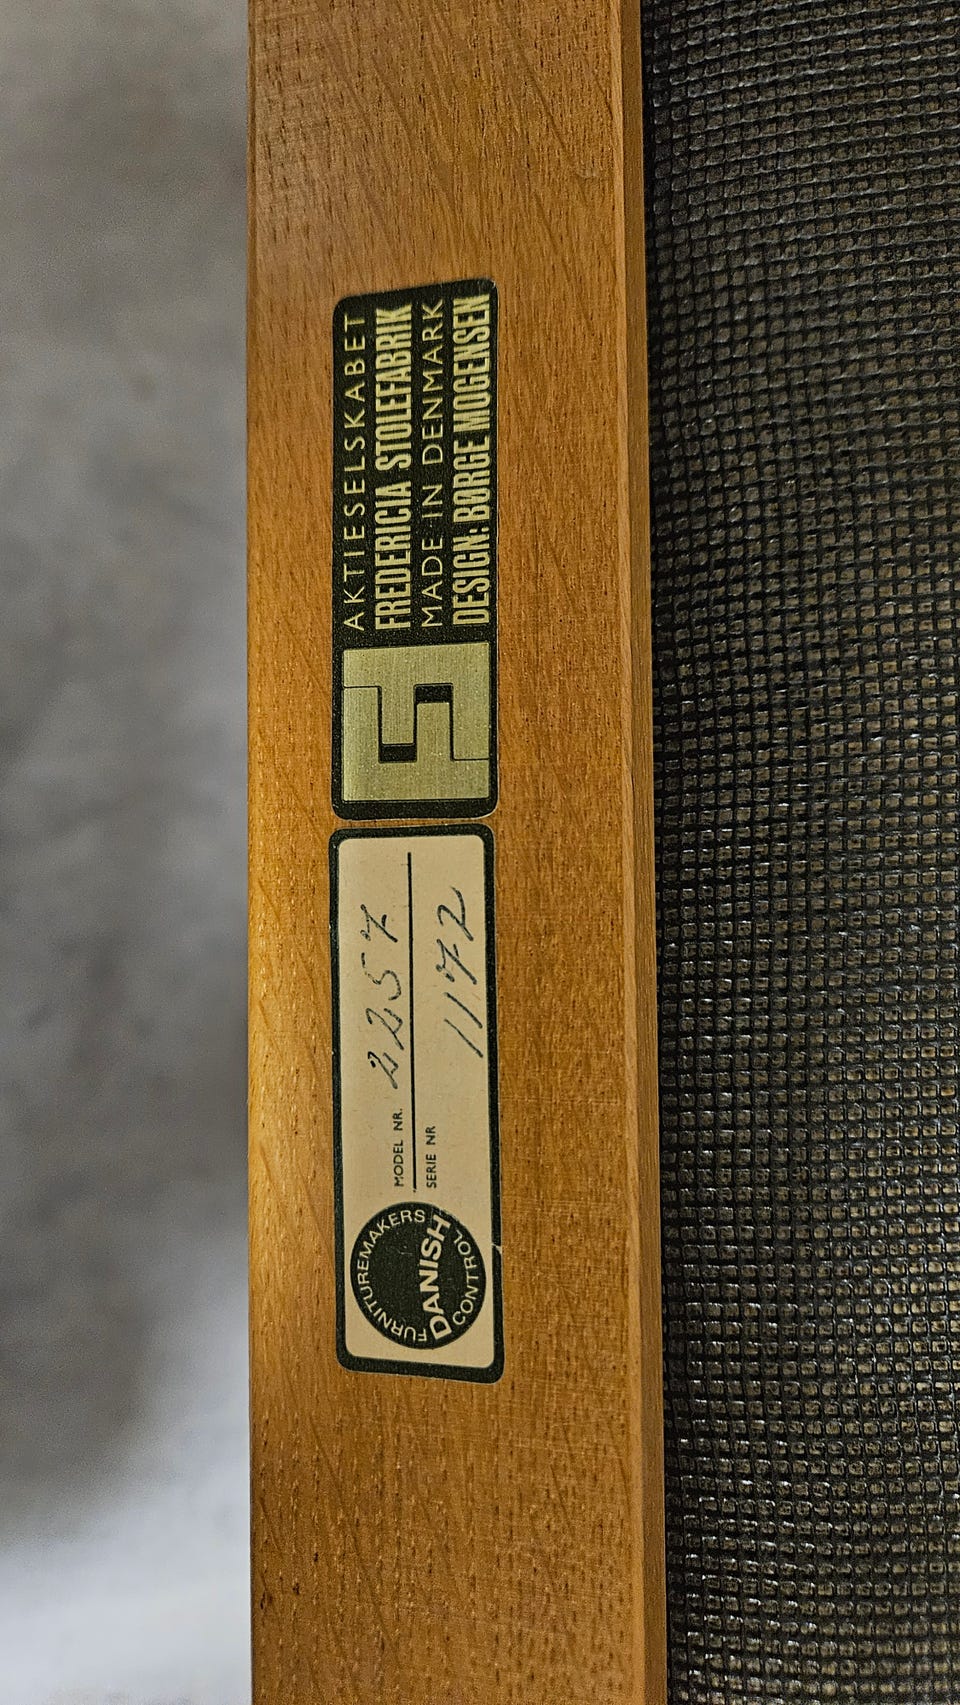 AKTIESELSKABET
FREDERICIA STOLEFABRIK
MADE IN DENMARK
DESIGN: BØRGE MOGENSEN
FURNITUREMAKERS
DANISH
CONTROL
MODEL NR. 2257
SERIE NR 1172